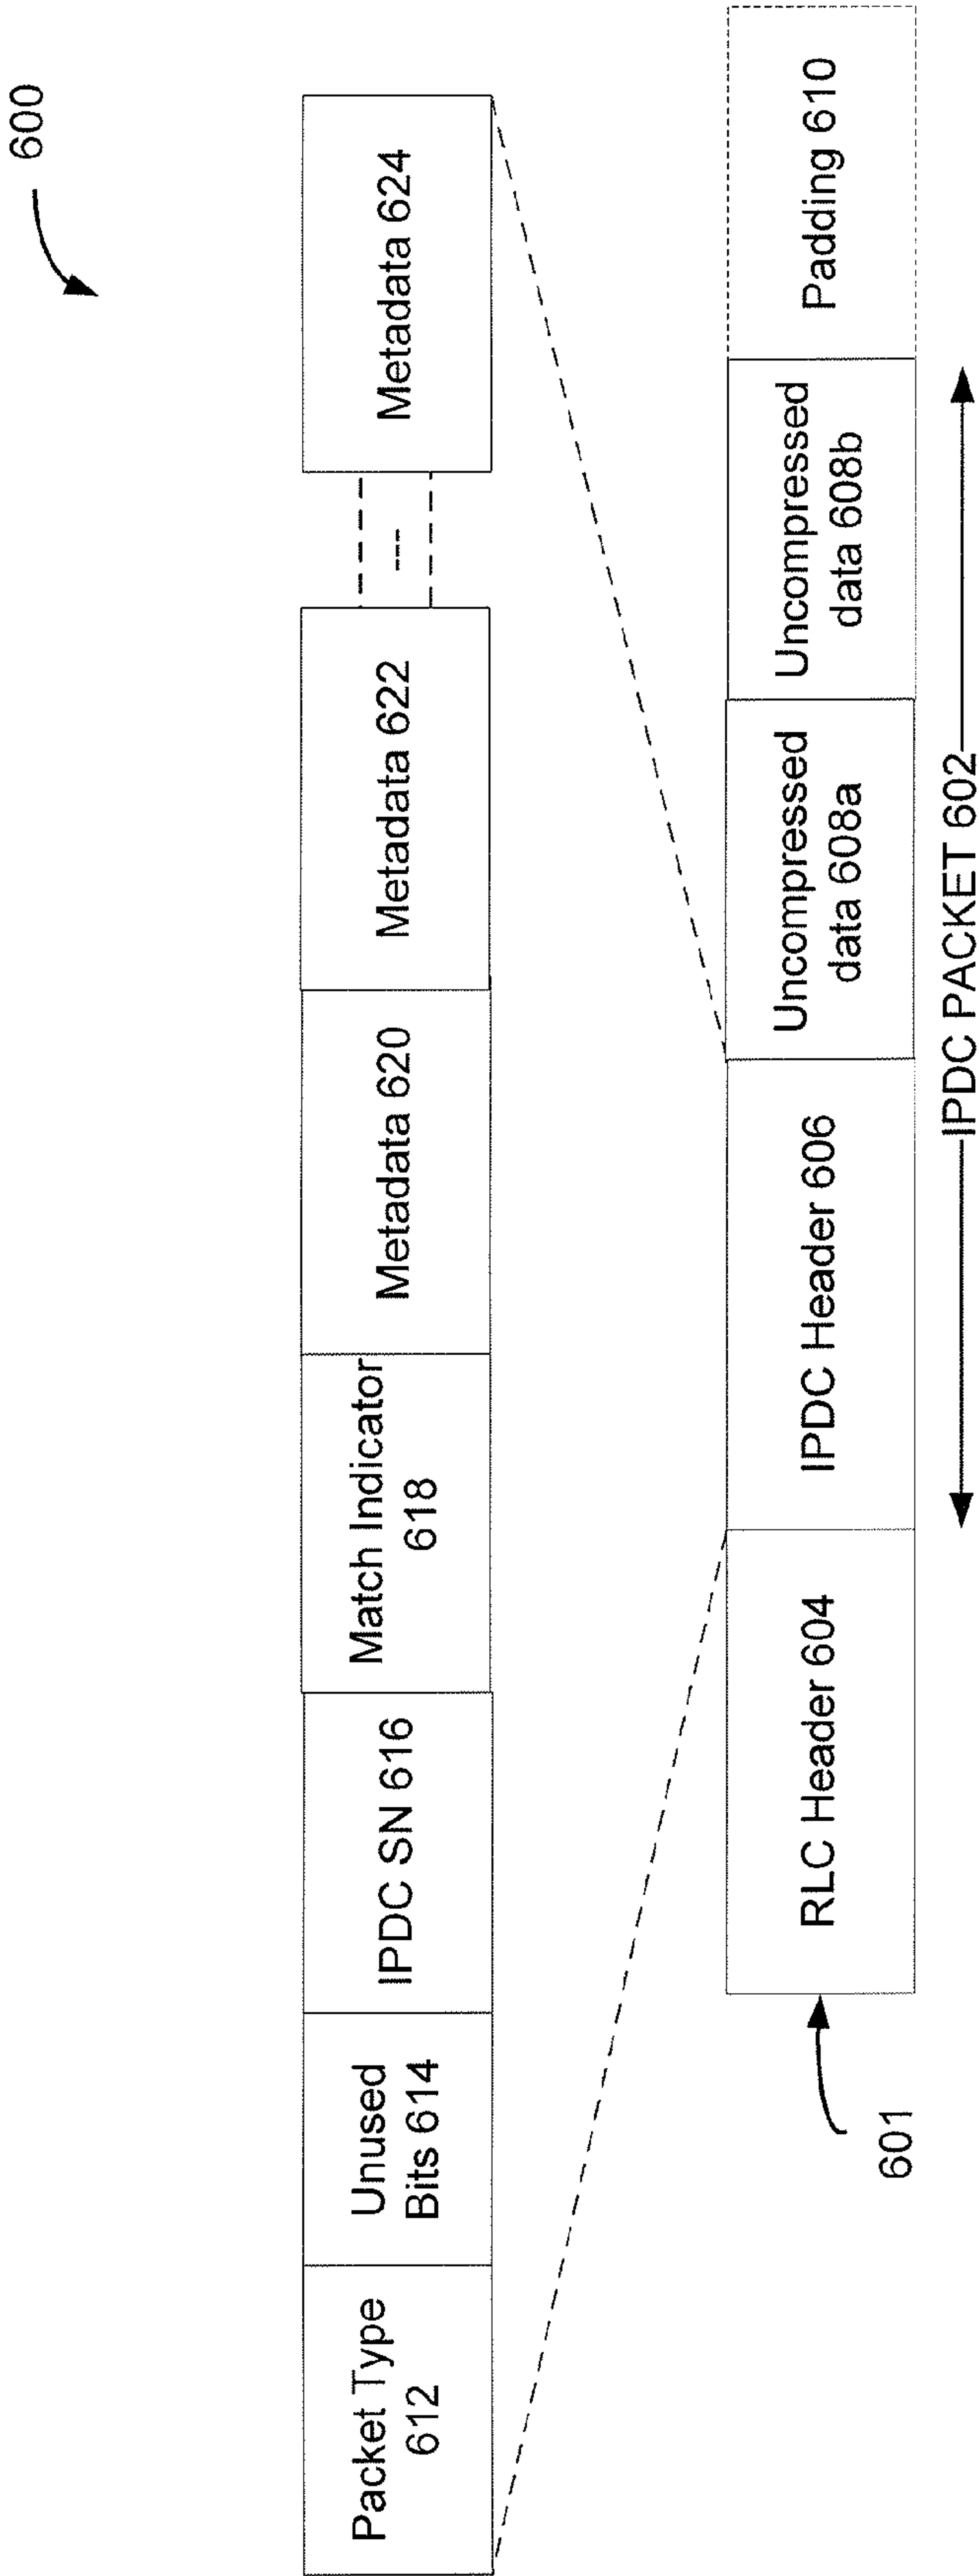 600
Packet Type
612
Unused
Bits 614
IPDC SN 616
Match Indicator
618
Metadata 620
Metadata 622
---
Metadata 624
601
RLC Header 604
IPDC Header 606
Uncompressed
data 608a
Uncompressed
data 608b
Padding 610
IPDC PACKET 602